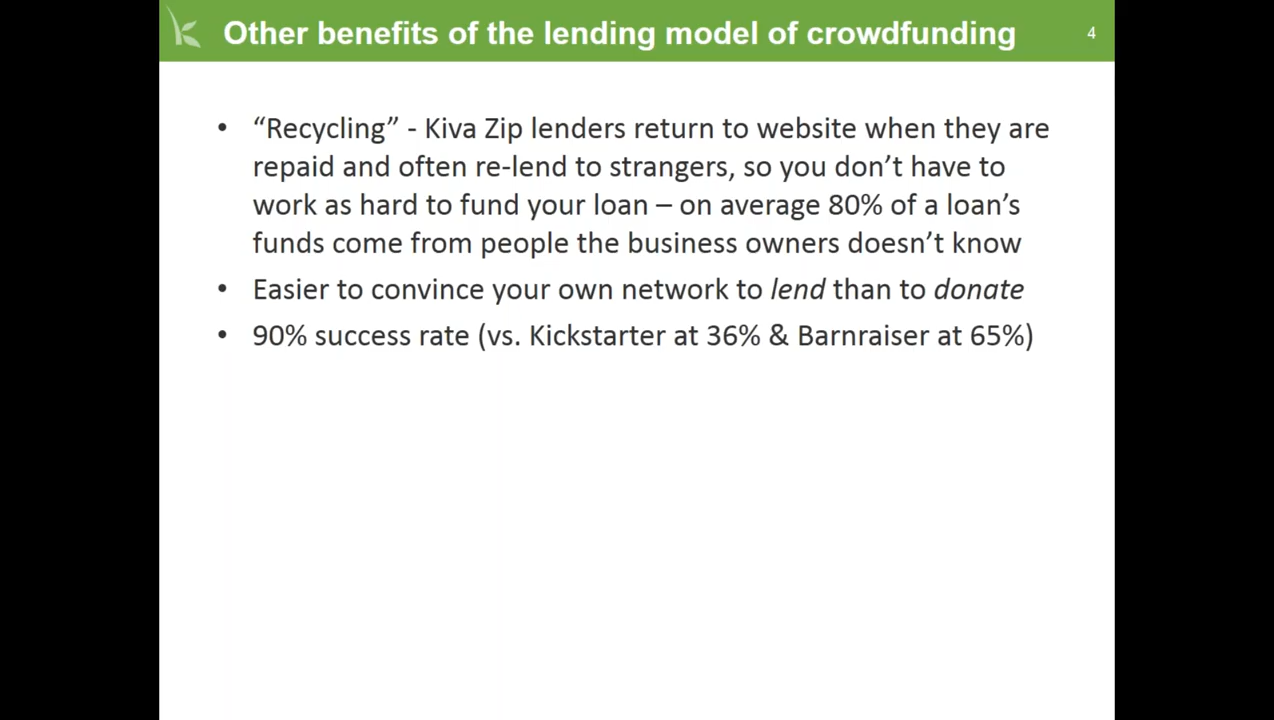 Other benefits of the lending model of crowdfunding
4
• “Recycling” - Kiva Zip lenders return to website when they are
repaid and often re-lend to strangers, so you don’t have to
work as hard to fund your loan – on average 80% of a loan’s
funds come from people the business owners doesn’t know
• Easier to convince your own network to lend than to donate
• 90% success rate (vs. Kickstarter at 36% & Barnraiser at 65%)